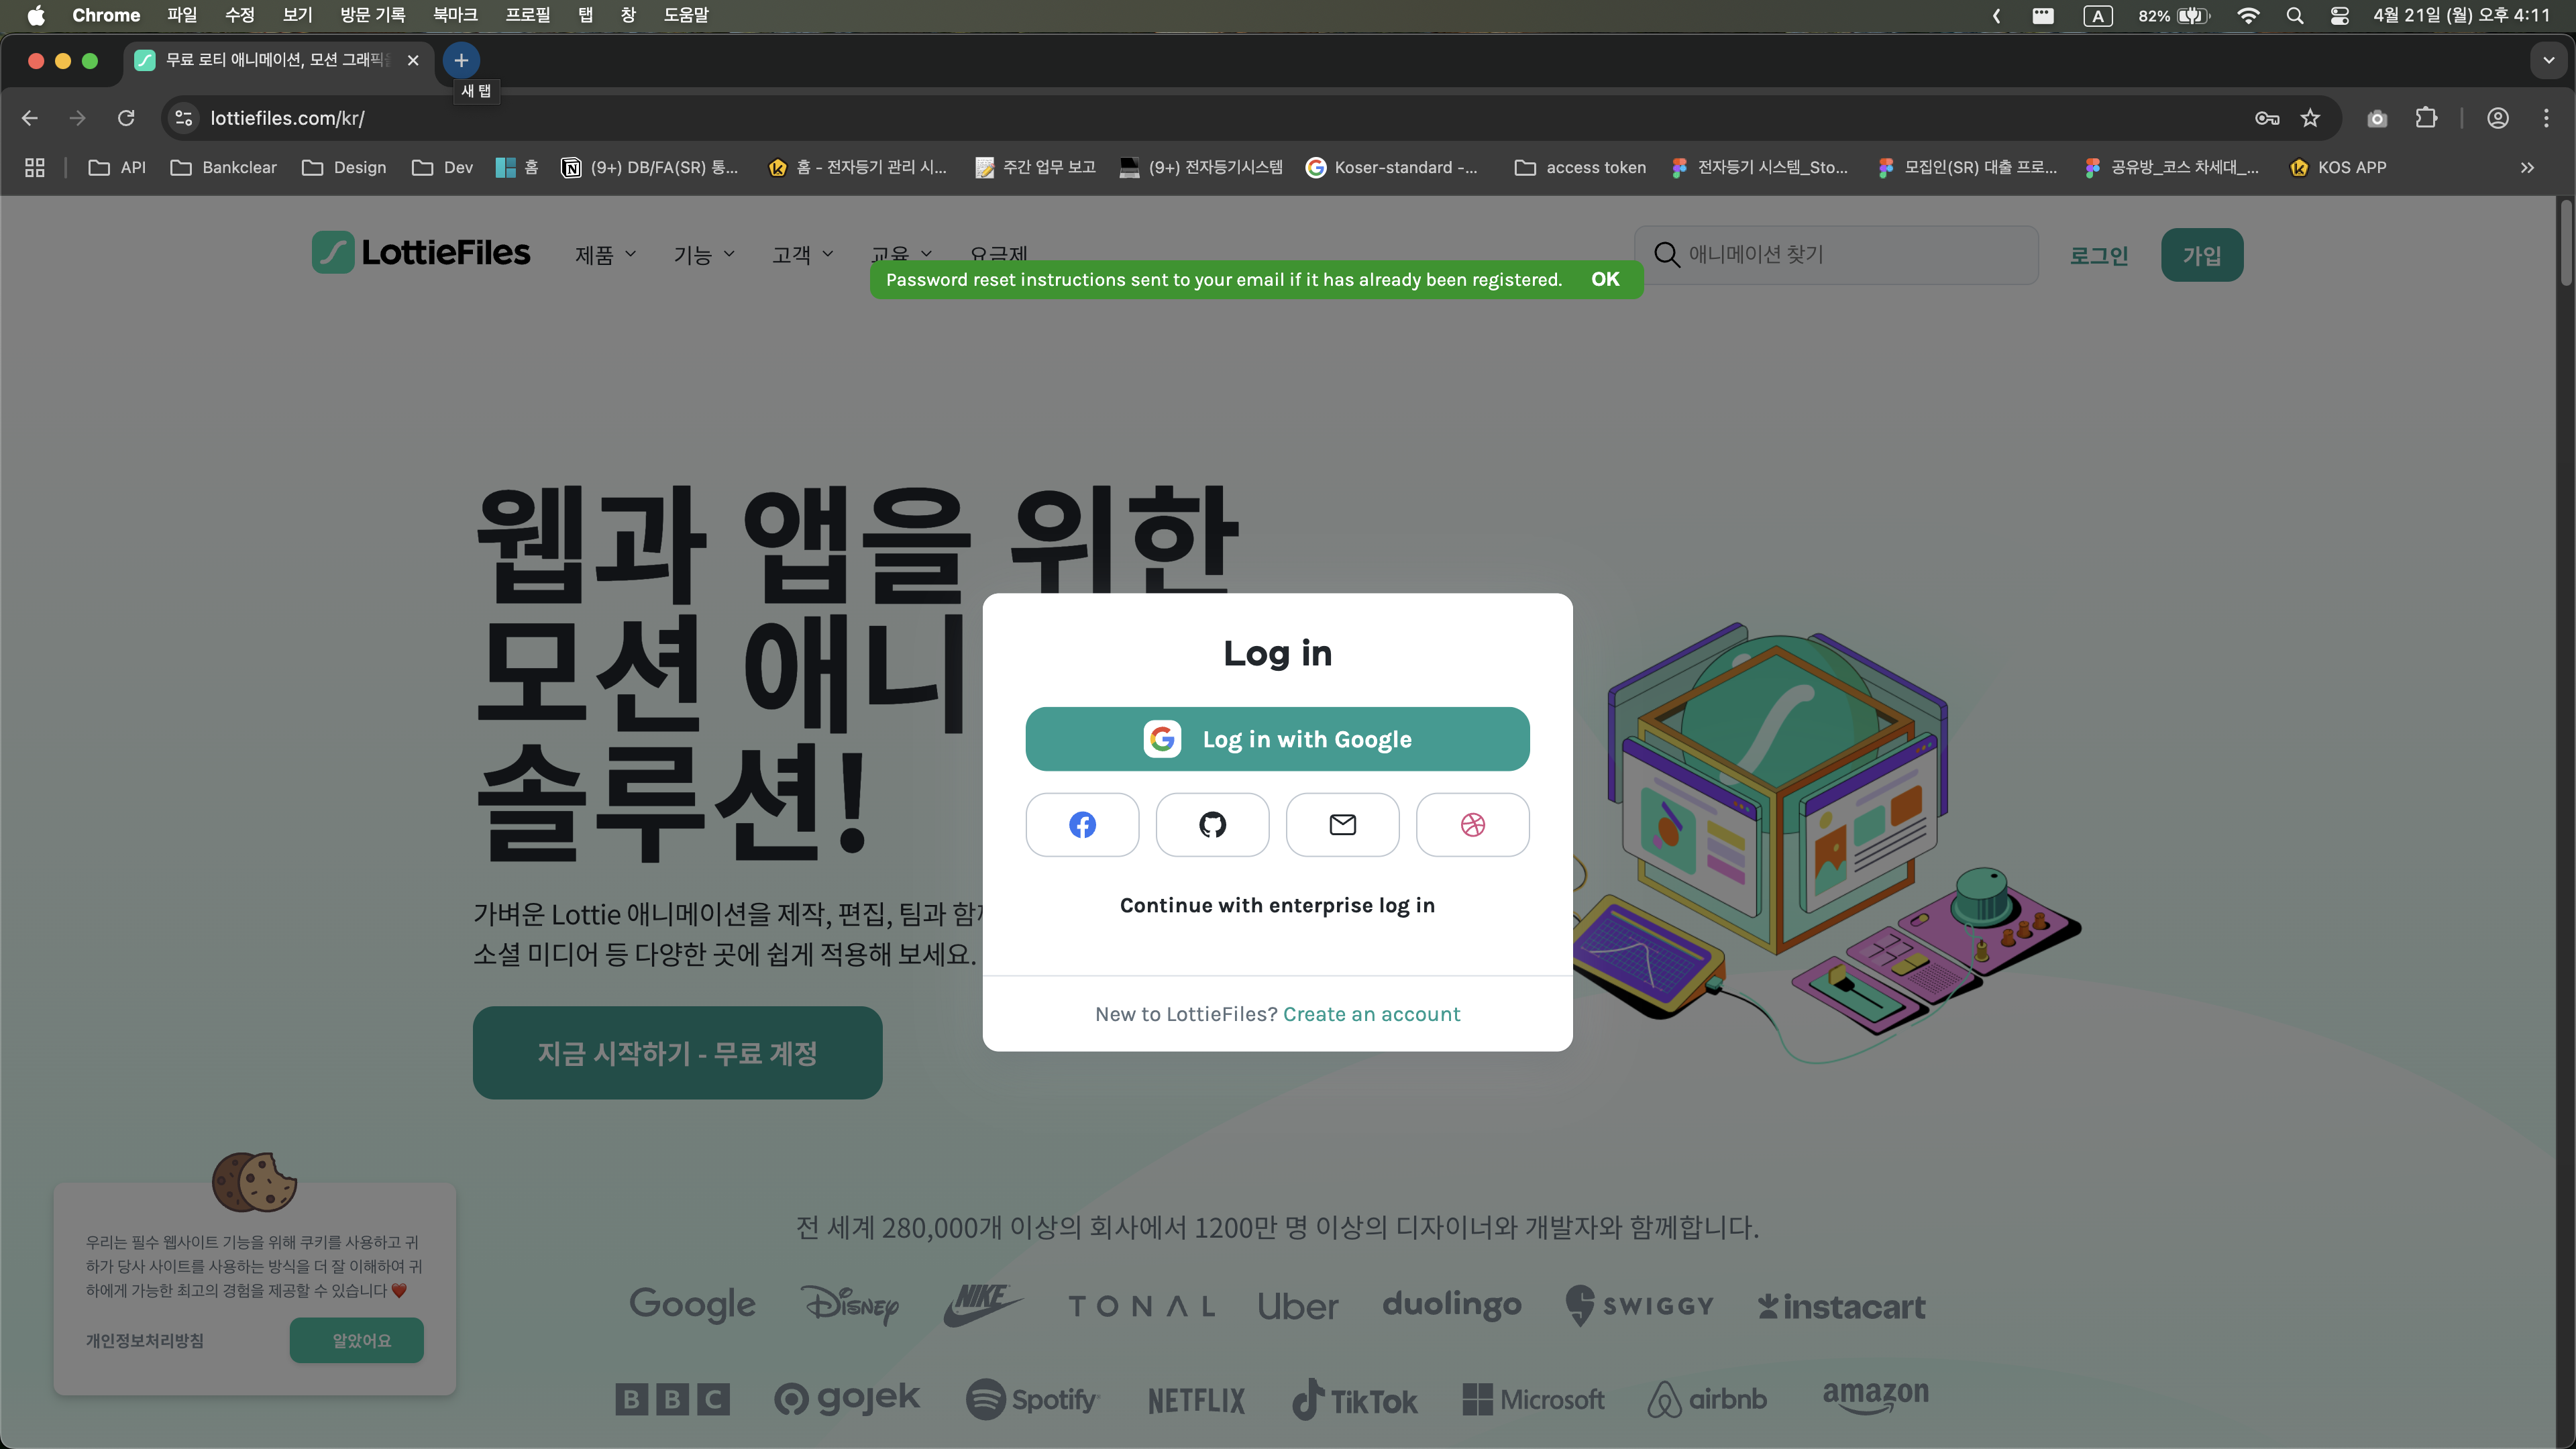 Chrome 파일 수정 보기 방문 기록 북마크 프로필 탭 창 도움말 A 82% 4월 21일 (월) 오후 4:11
무료 로티 애니메이션, 모션 그래픽
새 탭
lottiefiles.com/kr/
API Bankclear Design Dev 홈 (9+) DB/FA(SR) 통... 홈 - 전자등기 관리 시... 주간 업무 보고 (9+) 전자등기시스템 Koser-standard -... access token 전자등기 시스템_Sto... 모집인(SR) 대출 프로... 공유방_코스 차세대_... KOS APP
LottieFiles 제품 기능 고객 교육 요금제 애니메이션 찾기 로그인 가입
Password reset instructions sent to your email if it has already been registered. OK
웹과 앱을 위한
모션 애니
솔루션!
가벼운 Lottie 애니메이션을 제작, 편집, 팀과 함께
소셜 미디어 등 다양한 곳에 쉽게 적용해 보세요.
지금 시작하기 - 무료 계정
Log in
Log in with Google
Continue with enterprise log in
New to LottieFiles? Create an account
우리는 필수 웹사이트 기능을 위해 쿠키를 사용하고 귀
하가 당사 사이트를 사용하는 방식을 더 잘 이해하여 귀
하에게 가능한 최고의 경험을 제공할 수 있습니다 ❤️
개인정보처리방침 알았어요
전 세계 280,000개 이상의 회사에서 1200만 명 이상의 디자이너와 개발자와 함께합니다.
Google Disney NIKE TONAL Uber duolingo SWIGGY instacart
BBC gojek Spotify NETFLIX TikTok Microsoft airbnb amazon